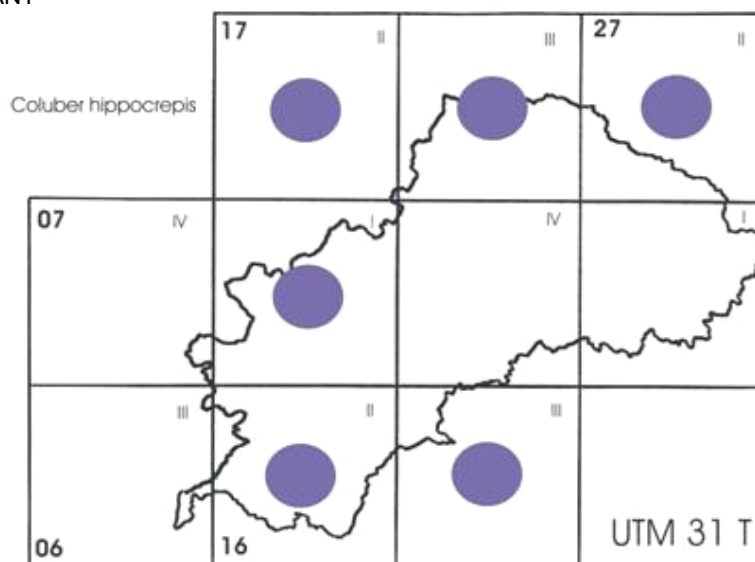 17 II III 27 II
Coluber hippocrepis
07 IV I IV I
III II III
UTM 31 T
06 16